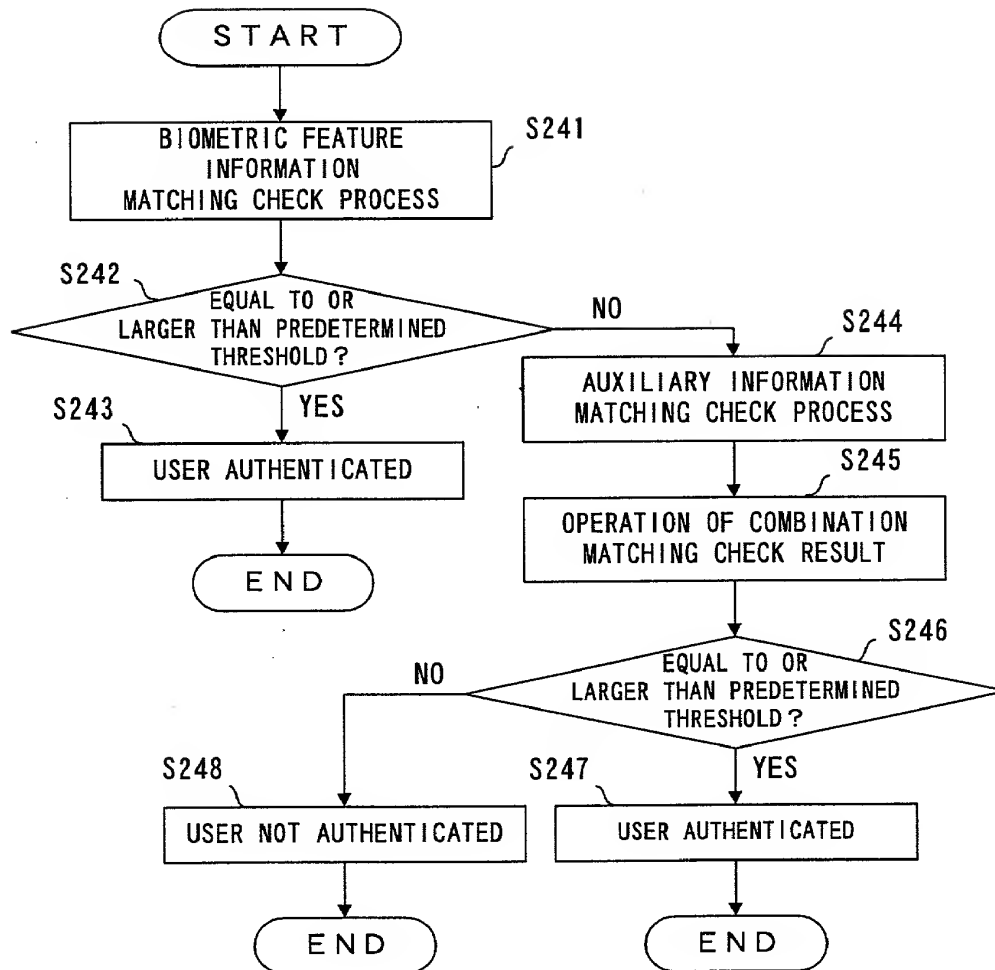 START
S241
BIOMETRIC FEATURE
INFORMATION
MATCHING CHECK PROCESS
S242
EQUAL TO OR
LARGER THAN PREDETERMINED
THRESHOLD?
NO
YES
S243
USER AUTHENTICATED
END
S244
AUXILIARY INFORMATION
MATCHING CHECK PROCESS
S245
OPERATION OF COMBINATION
MATCHING CHECK RESULT
S246
EQUAL TO OR
LARGER THAN PREDETERMINED
THRESHOLD?
NO
YES
S248
USER NOT AUTHENTICATED
END
S247
USER AUTHENTICATED
END